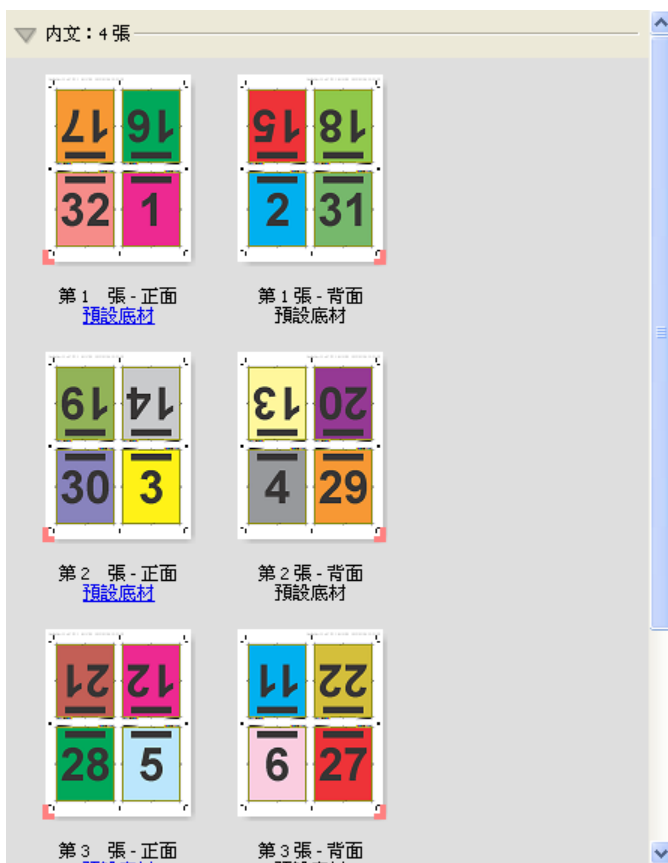 内文：4 張
17 16
32 1
15 18
2 31
第 1 張 - 正面
預設底材
第 1 張 - 背面
預設底材
19 14
30 3
13 20
4 29
第 2 張 - 正面
預設底材
第 2 張 - 背面
預設底材
21 12
28 5
11 22
6 27
第 3 張 - 正面
第 3 張 - 背面